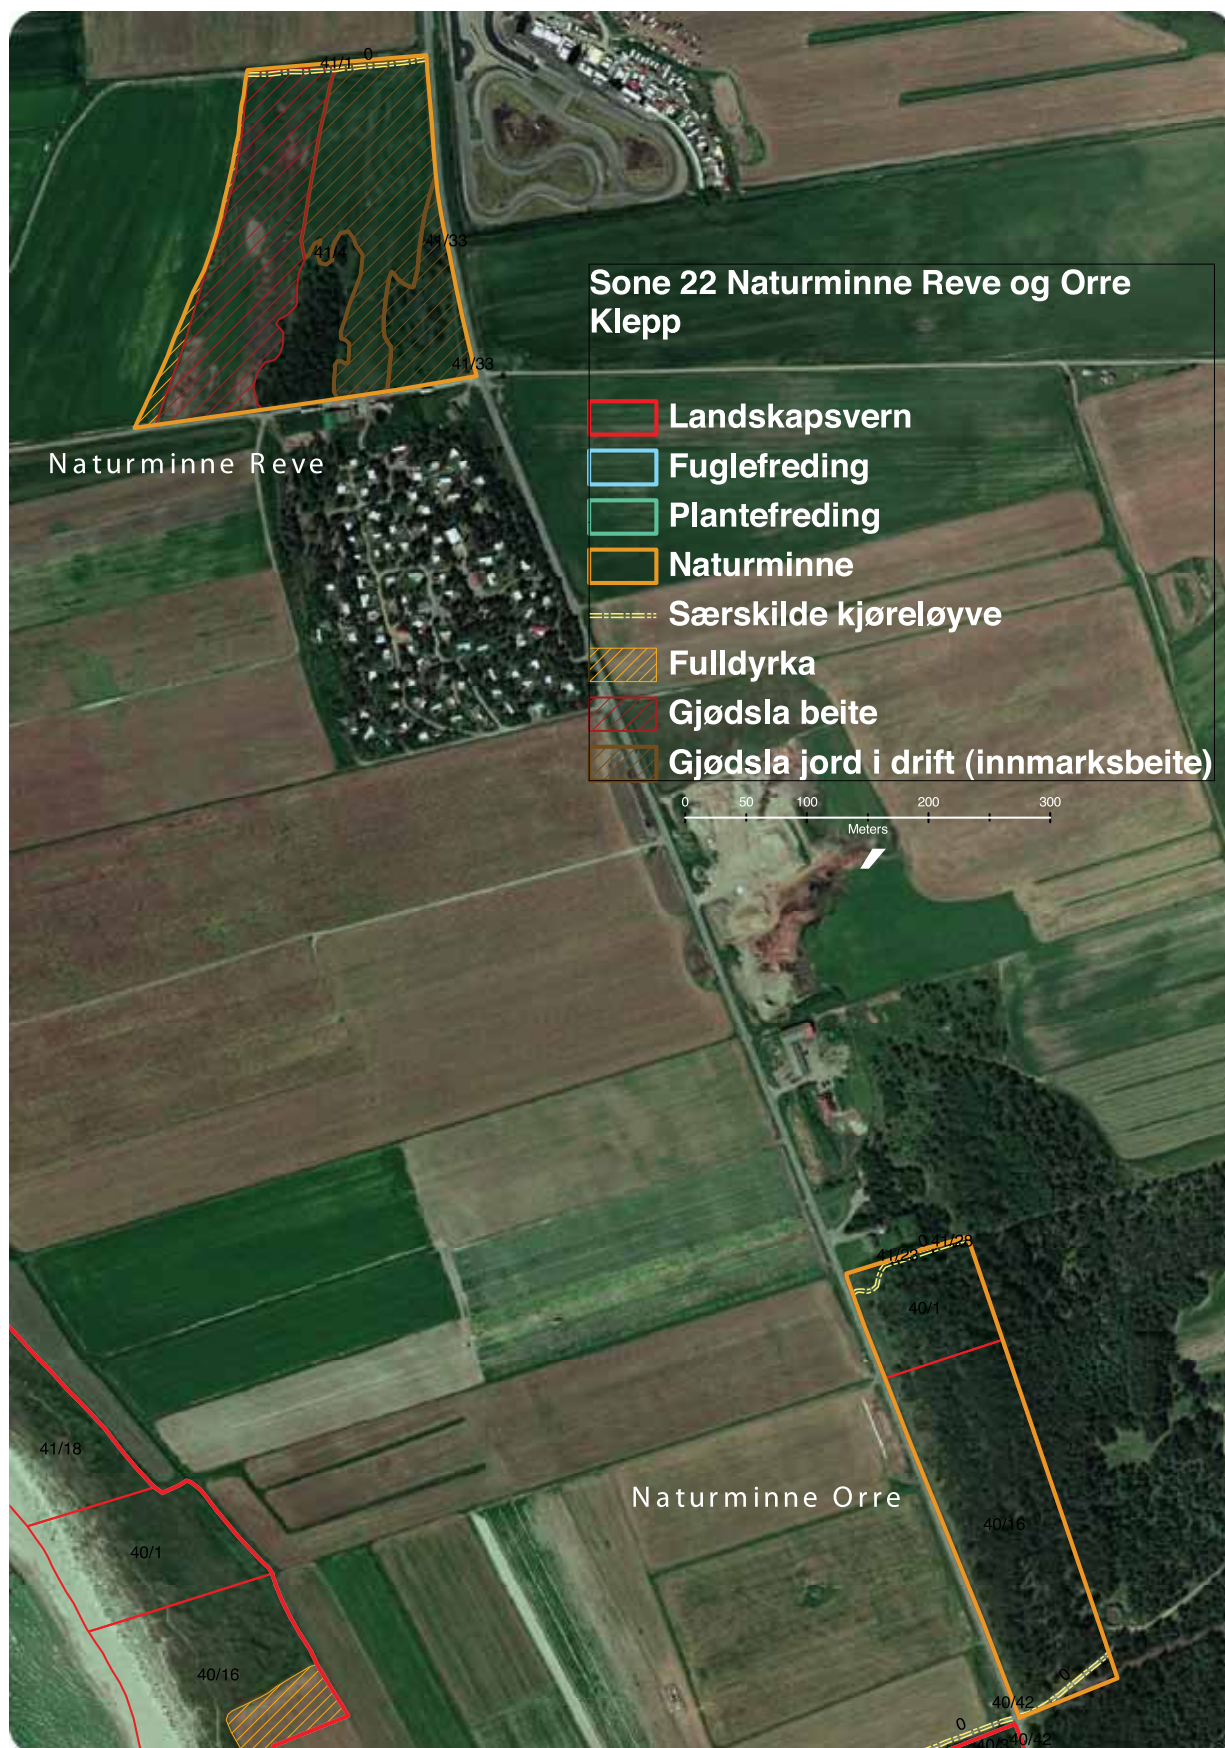 0
41/1
41/33
41/4
Sone 22 Naturminne Reve og Orre
Klepp
41/33
Landskapsvern
Naturminne Reve
Fuglefreding
Plantefreding
Naturminne
Særskilde kjøreløyve
Fulldyrka
Gjødsla beite
Gjødsla jord i drift (innmarksbeite)
0 50 100 200 300
Meters
0 41/28
41/23
40/1
41/18
Naturminne Orre
40/16
40/1
40/16
0
40/42
0
40/42